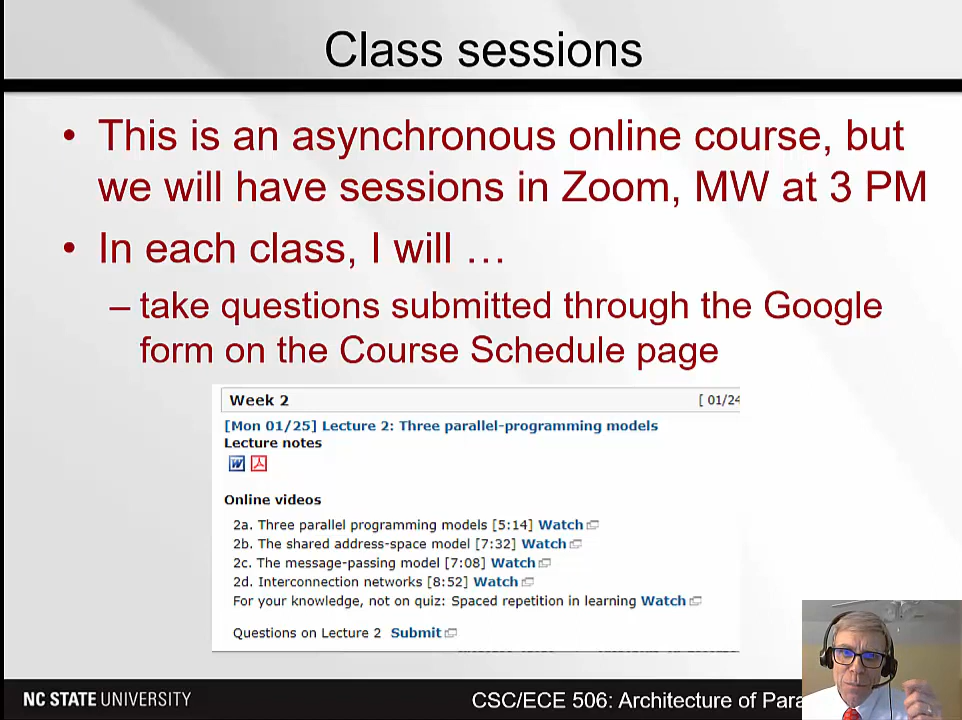 Class sessions
• This is an asynchronous online course, but
we will have sessions in Zoom, MW at 3 PM
• In each class, I will …
– take questions submitted through the Google
form on the Course Schedule page
Week 2 [ 01/24
[Mon 01/25] Lecture 2: Three parallel-programming models
Lecture notes
Online videos
2a. Three parallel programming models [5:14] Watch
2b. The shared address-space model [7:32] Watch
2c. The message-passing model [7:08] Watch
2d. Interconnection networks [8:52] Watch
For your knowledge, not on quiz: Spaced repetition in learning Watch
Questions on Lecture 2 Submit
NC STATE UNIVERSITY
CSC/ECE 506: Architecture of Para